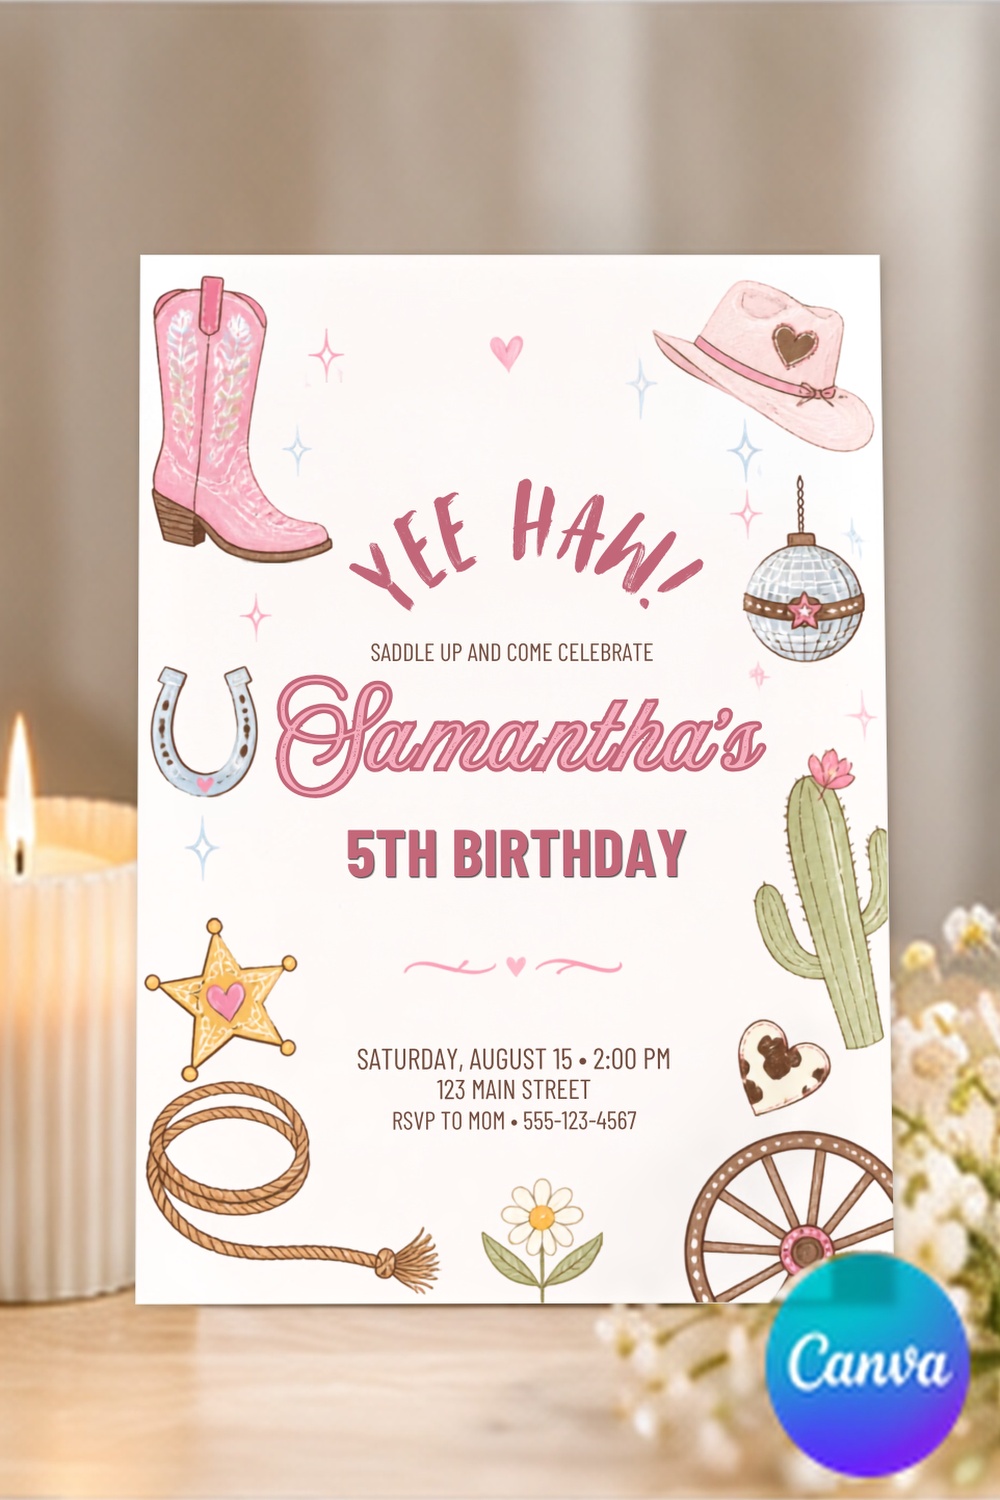 YEE HAW!
SADDLE UP AND COME CELEBRATE
Samantha's
5TH BIRTHDAY
SATURDAY, AUGUST 15 • 2:00 PM
123 MAIN STREET
RSVP TO MOM • 555-123-4567
Canva